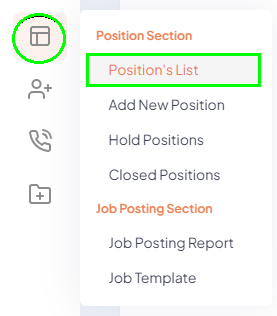 Position Section
Position's List
Add New Position
Hold Positions
Closed Positions
Job Posting Section
Job Posting Report
Job Template